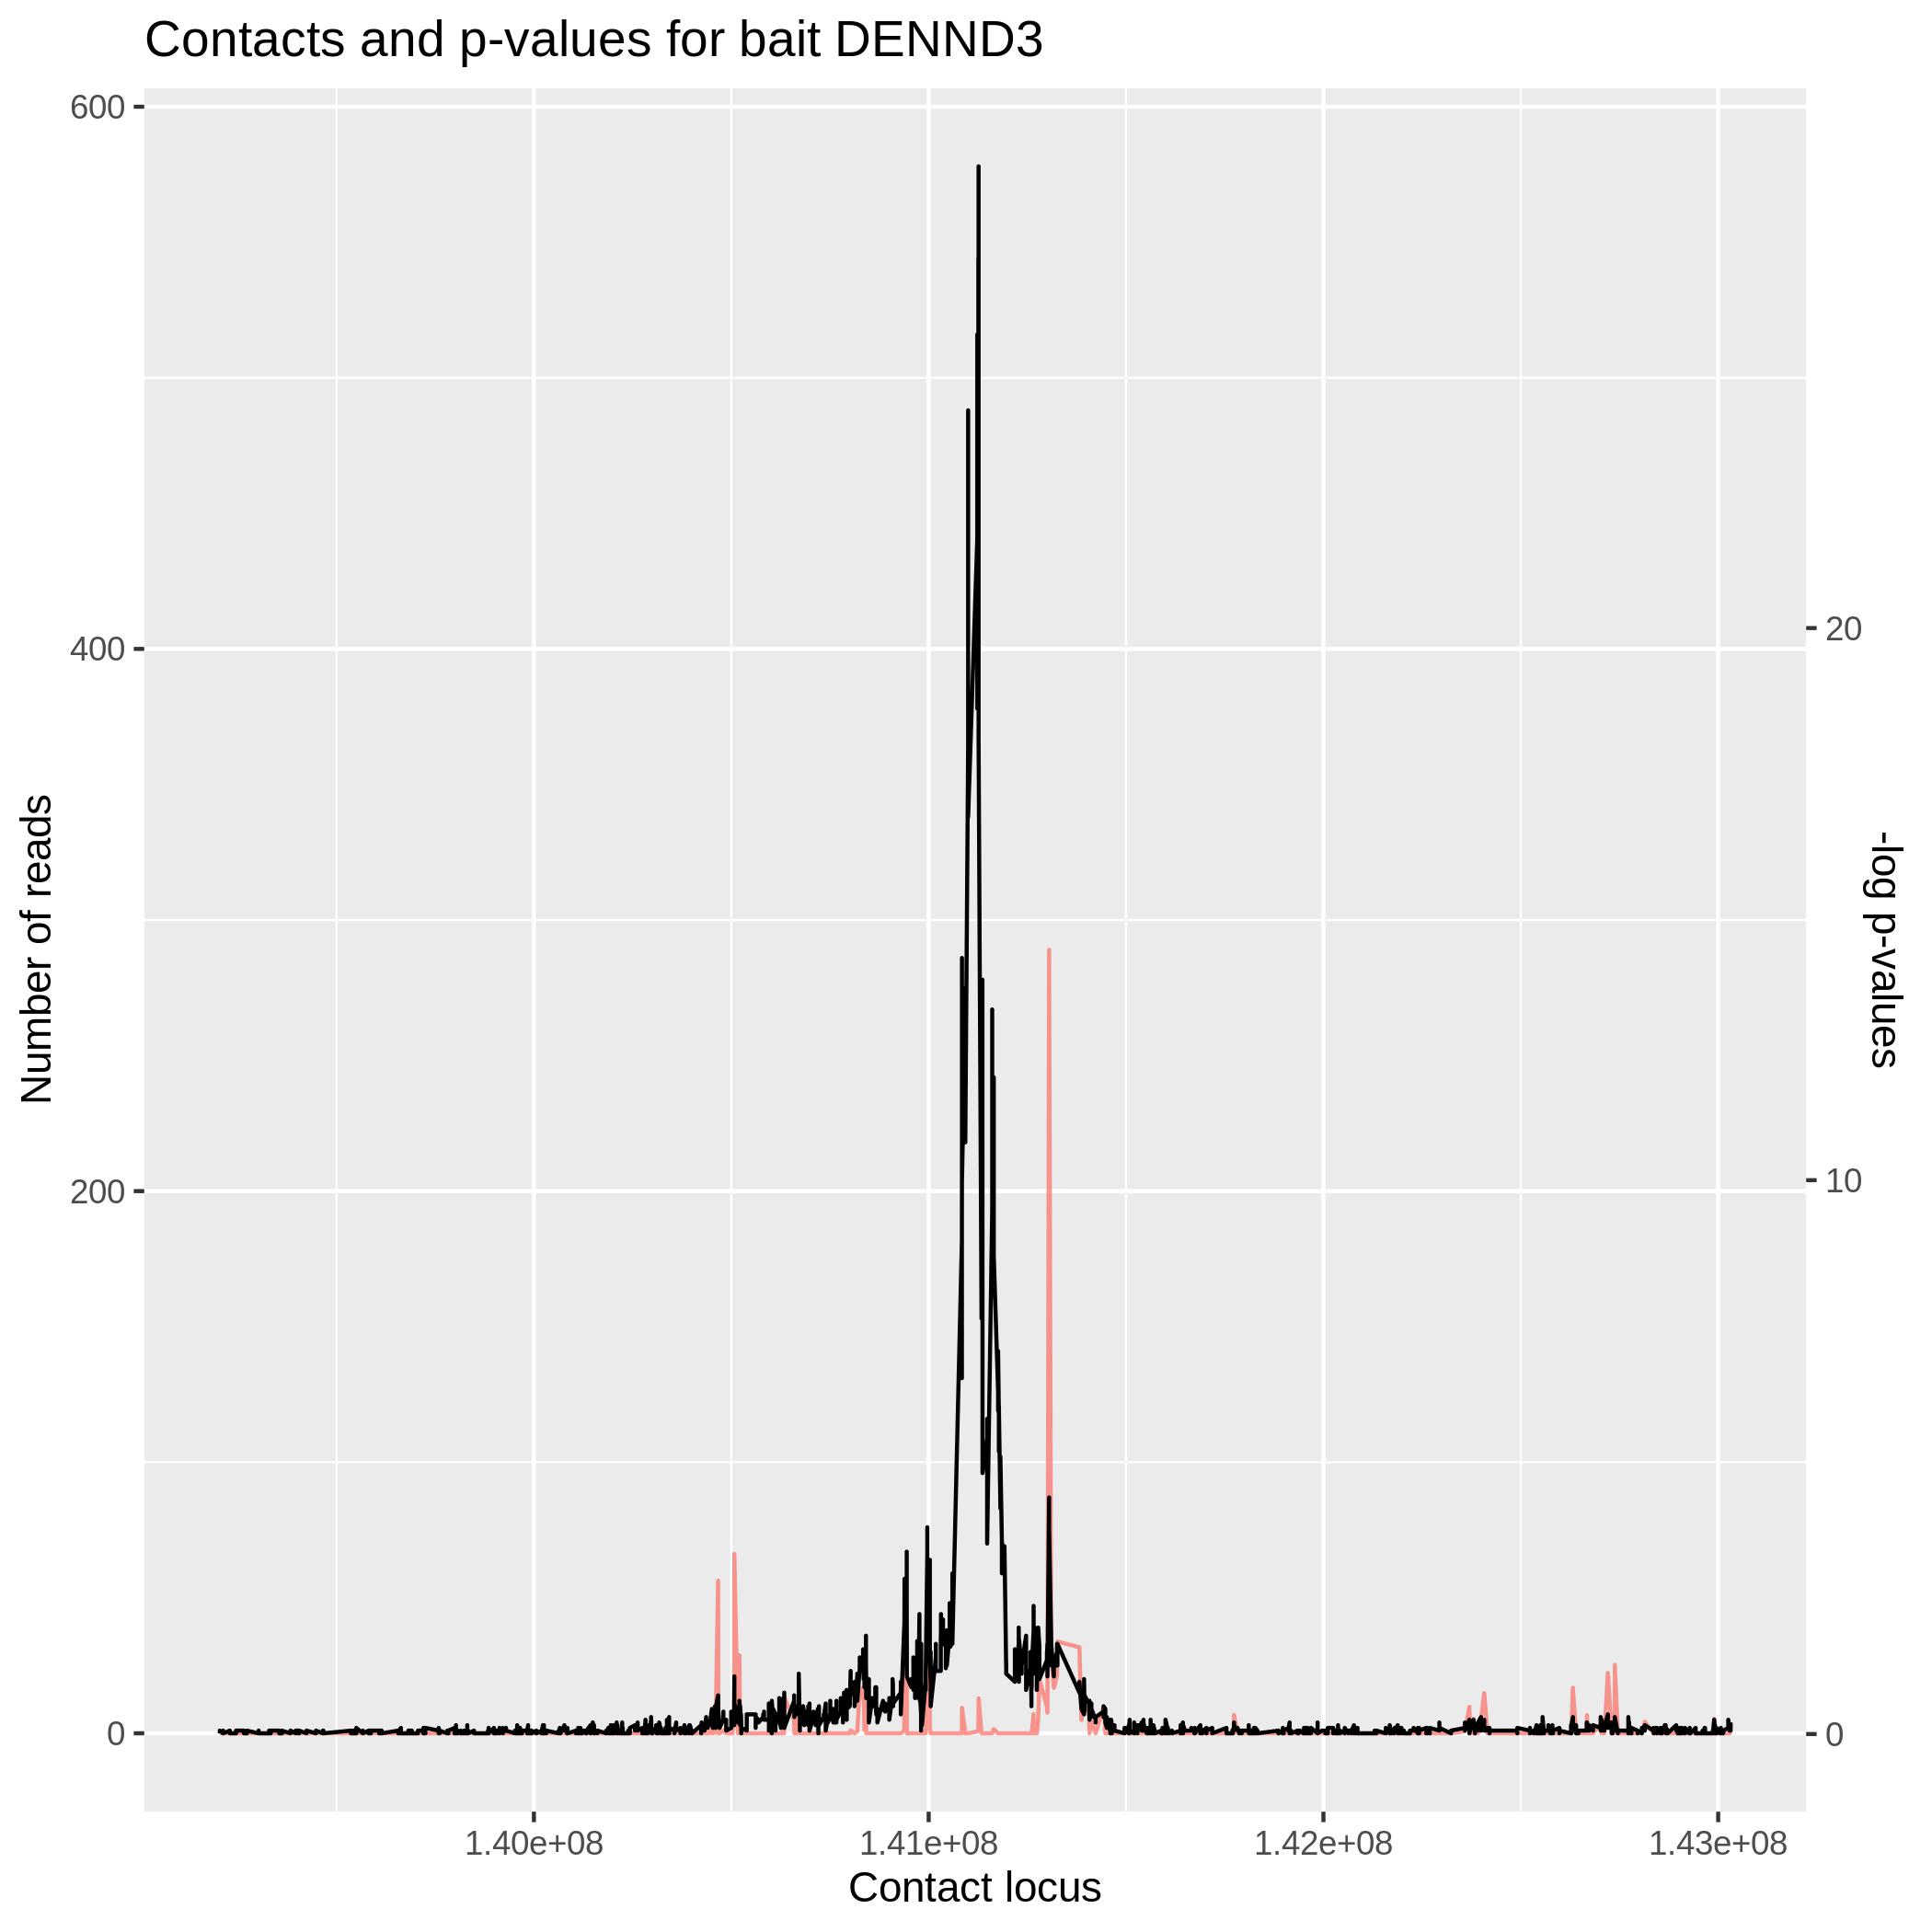 Contacts and p-values for bait DENND3
600
400
200
0
Number of reads
20
10
0
-log p-values
1.40e+08
1.41e+08
1.42e+08
1.43e+08
Contact locus